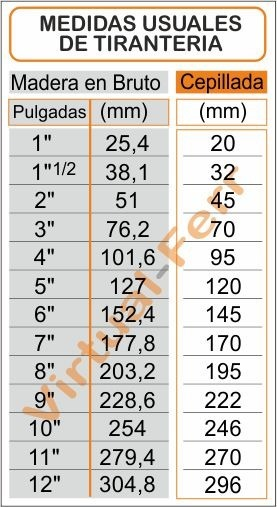 MEDIDAS USUALES
DE TIRANTERIA
Madera en Bruto Cepillada
Pulgadas (mm) (mm)
1" 25,4 20
1"1/2 38,1 32
2" 51 45
3" 76,2 70
4" 101,6 95
5" 127 120
6" 152,4 145
7" 177,8 170
8" 203,2 195
9" 228,6 222
10" 254 246
11" 279,4 270
12" 304,8 296
Virtual-Ferr